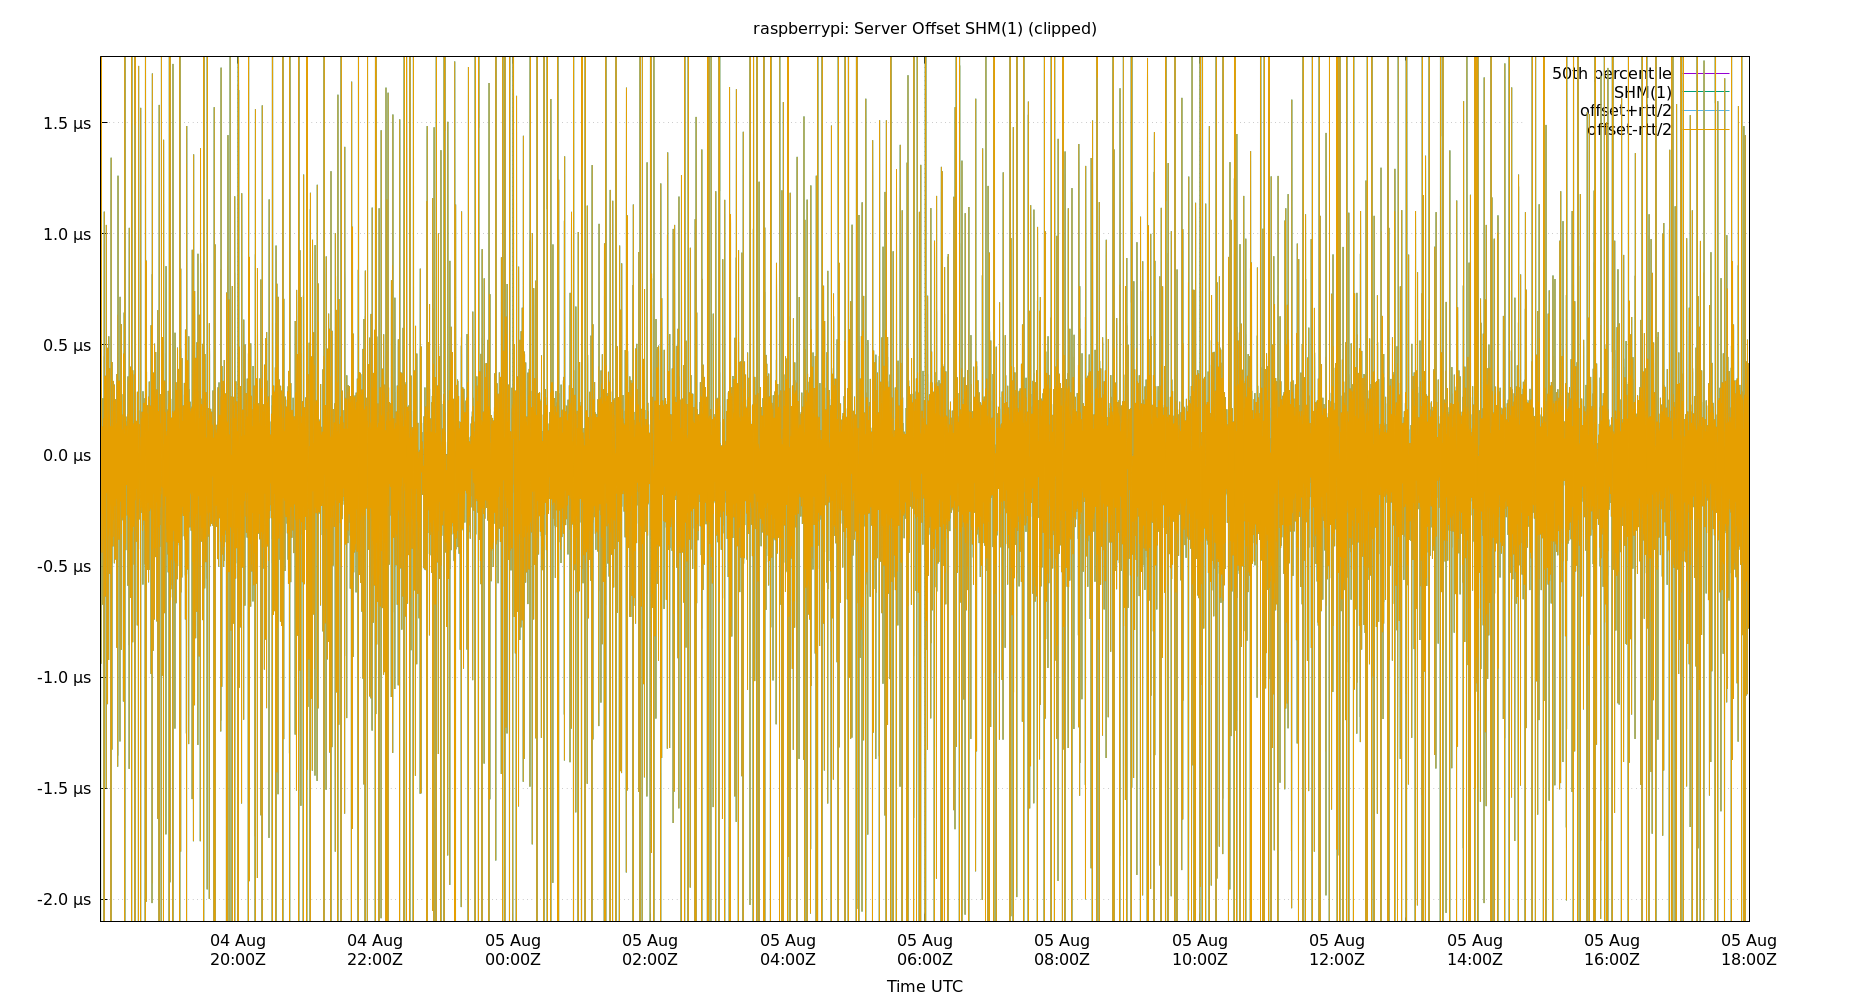 raspberrypi: Server Offset SHM(1) (clipped)
50th percentile
SHM(1)
offset+rtt/2
offset-rtt/2
1.5 µs
1.0 µs
0.5 µs
0.0 µs
-0.5 µs
-1.0 µs
-1.5 µs
-2.0 µs
04 Aug 04 Aug 05 Aug 05 Aug 05 Aug 05 Aug 05 Aug 05 Aug 05 Aug 05 Aug 05 Aug 05 Aug
20:00Z 22:00Z 00:00Z 02:00Z 04:00Z 06:00Z 08:00Z 10:00Z 12:00Z 14:00Z 16:00Z 18:00Z
Time UTC